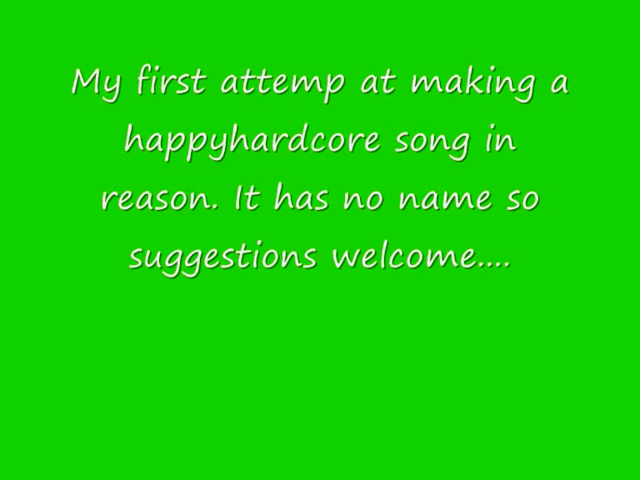 My first attemp at making a
happyhardcore song in
reason. It has no name so
suggestions welcome....